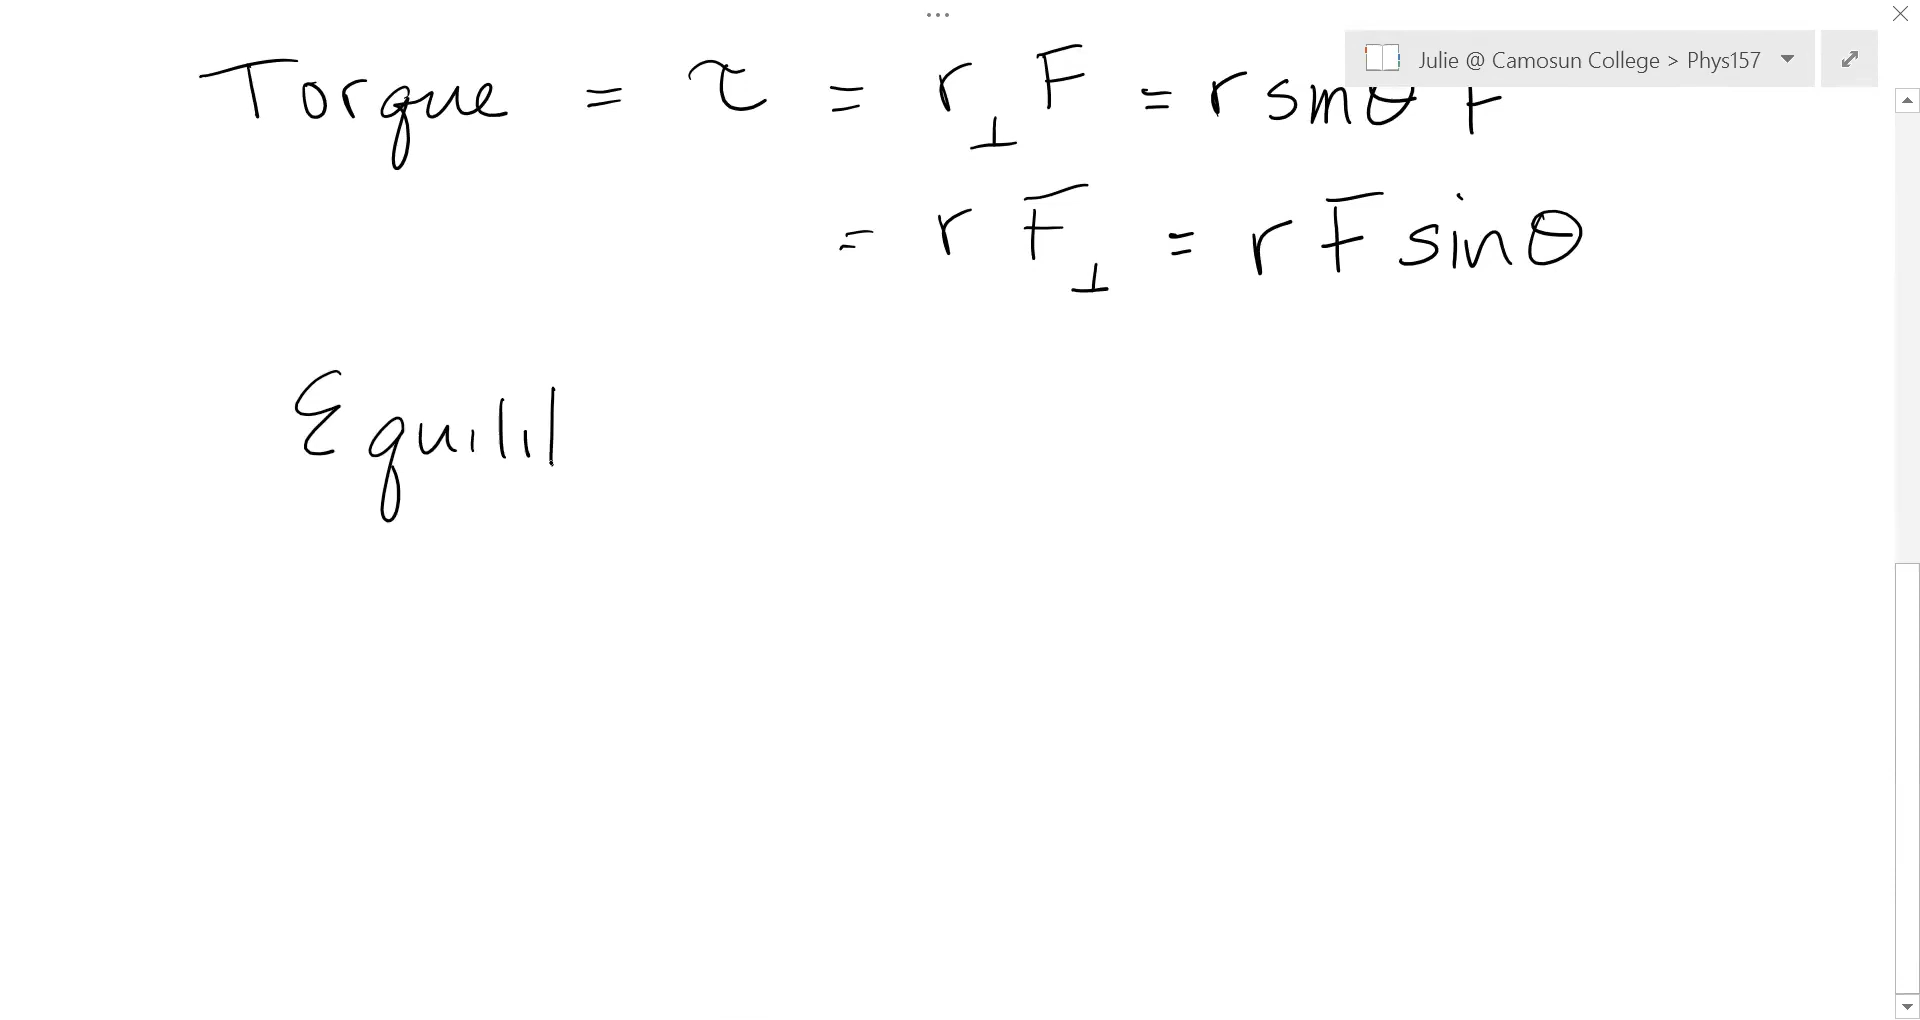 Julie @ Camosun College > Phys157
Torque = τ = r⊥ F = r sinθ F
= r F⊥ = r F sinθ
Equilil